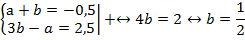 {a + b = −0,5| + ↔ 4b = 2 ↔ b = 1/2
{3b − a = 2,5|